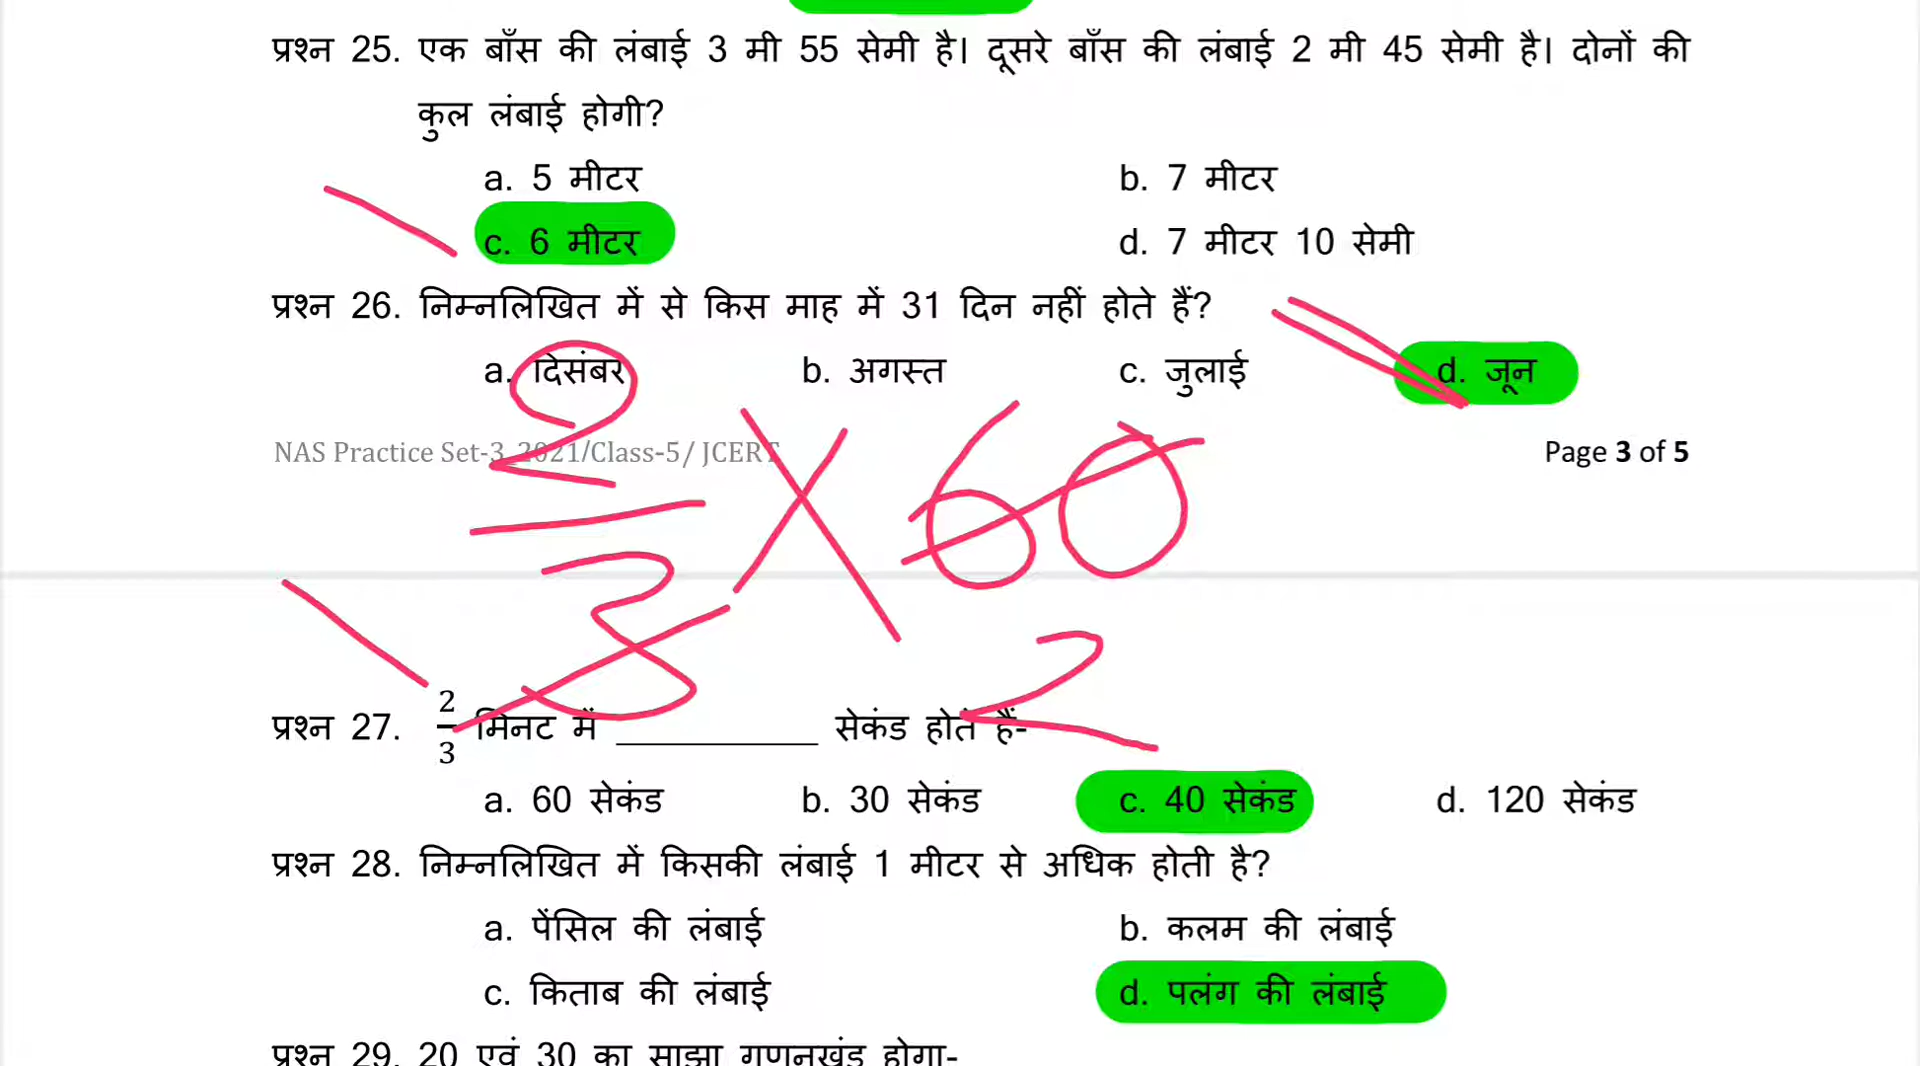 प्रश्न 25. एक बाँस की लंबाई 3 मी 55 सेमी है। दूसरे बाँस की लंबाई 2 मी 45 सेमी है। दोनों की
कुल लंबाई होगी?
a. 5 मीटर b. 7 मीटर
c. 6 मीटर d. 7 मीटर 10 सेमी
प्रश्न 26. निम्नलिखित में से किस माह में 31 दिन नहीं होते हैं?
a. दिसंबर b. अगस्त c. जुलाई d. जून
NAS Practice Set-3, 2021/Class-5/ JCERT Page 3 of 5
2/3 X 60
2
प्रश्न 27. 2/3 मिनट में __________ सेकंड होते हैं-
a. 60 सेकंड b. 30 सेकंड c. 40 सेकंड d. 120 सेकंड
प्रश्न 28. निम्नलिखित में किसकी लंबाई 1 मीटर से अधिक होती है?
a. पेंसिल की लंबाई b. कलम की लंबाई
c. किताब की लंबाई d. पलंग की लंबाई
प्रश्न 29. 20 एवं 30 का साझा गुणनखंड होगा-